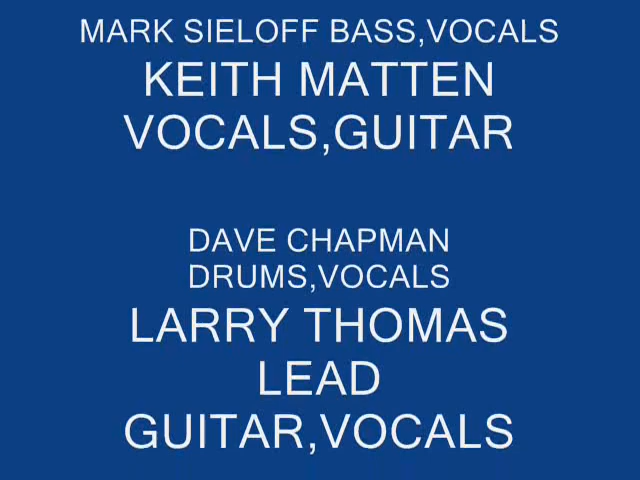 MARK SIELOFF BASS,VOCALS
KEITH MATTEN
VOCALS,GUITAR
DAVE CHAPMAN
DRUMS,VOCALS
LARRY THOMAS
LEAD
GUITAR,VOCALS